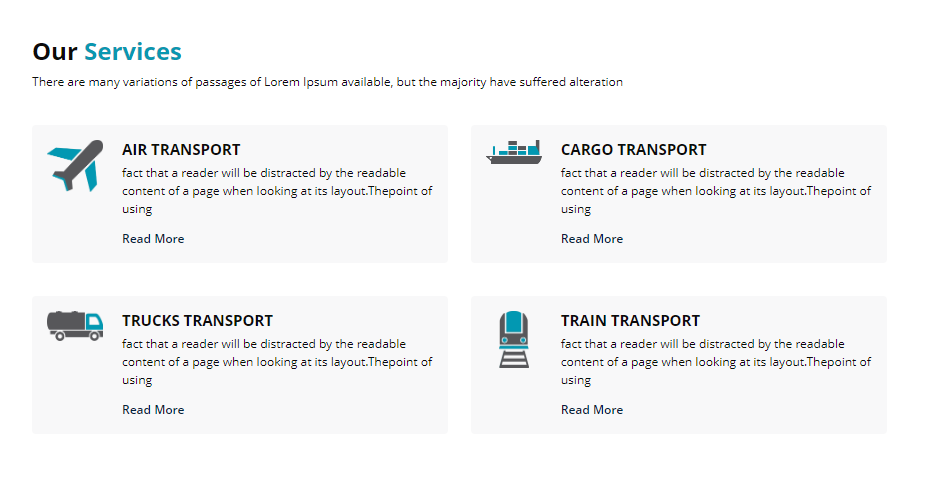 Our Services
There are many variations of passages of Lorem Ipsum available, but the majority have suffered alteration
AIR TRANSPORT
fact that a reader will be distracted by the readable
content of a page when looking at its layout.Thepoint of
using
Read More
CARGO TRANSPORT
fact that a reader will be distracted by the readable
content of a page when looking at its layout.Thepoint of
using
Read More
TRUCKS TRANSPORT
fact that a reader will be distracted by the readable
content of a page when looking at its layout.Thepoint of
using
Read More
TRAIN TRANSPORT
fact that a reader will be distracted by the readable
content of a page when looking at its layout.Thepoint of
using
Read More